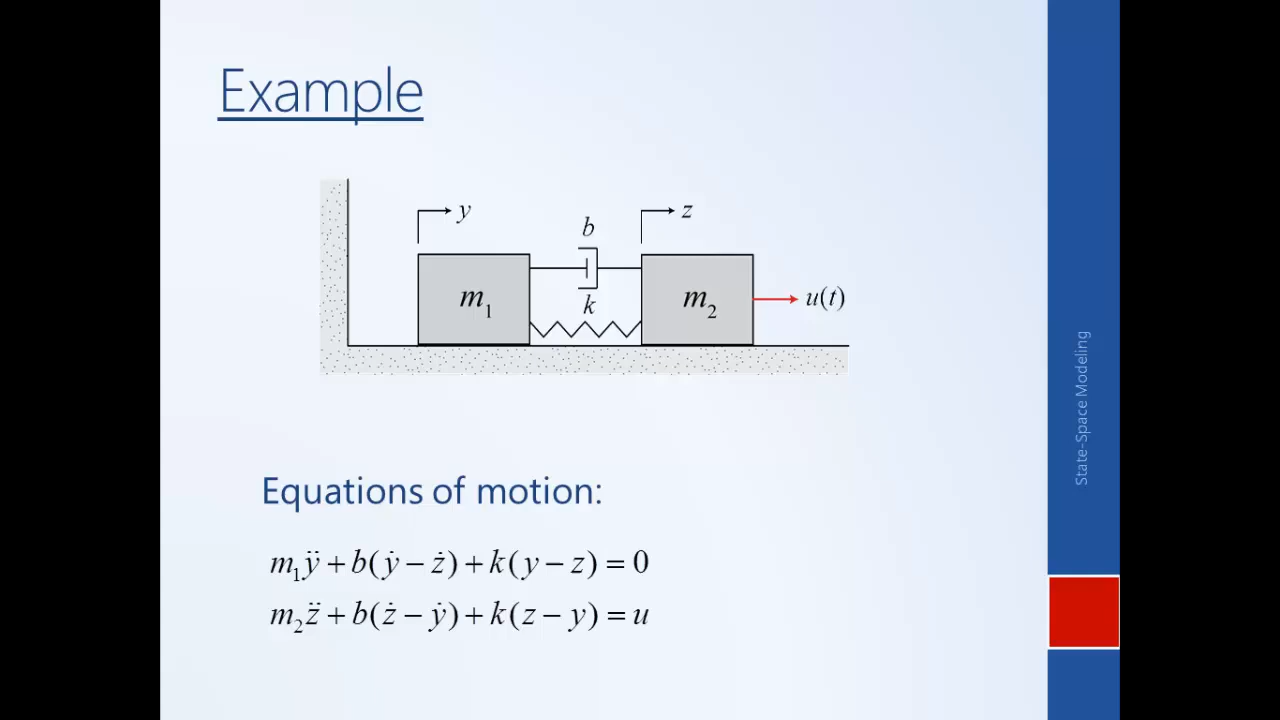 Example
y
z
b
m₁
k
m₂
u(t)
State-Space Modeling
Equations of motion:
m₁ÿ + b(ẏ − ż) + k(y − z) = 0
m₂z̈ + b(ż − ẏ) + k(z − y) = u